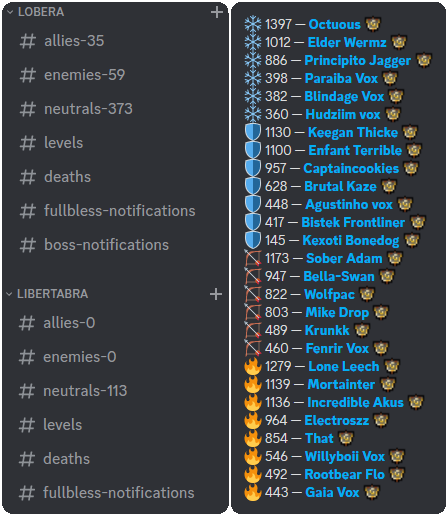 LOBERA
# allies-35
# enemies-59
# neutrals-373
# levels
# deaths
# fullbless-notifications
# boss-notifications
LIBERTABRA
# allies-0
# enemies-0
# neutrals-113
# levels
# deaths
# fullbless-notifications
1397 — Octuous
1012 — Elder Wermz
886 — Principito Jagger
398 — Paraiba Vox
382 — Blindage Vox
360 — Hudziim vox
1130 — Keegan Thicke
1100 — Enfant Terrible
957 — Captaincookies
628 — Brutal Kaze
448 — Agustinho vox
417 — Bistek Frontliner
145 — Kexoti Bonedog
1173 — Sober Adam
947 — Bella-Swan
822 — Wolfpac
803 — Mike Drop
489 — Krunkk
460 — Fenrir Vox
1279 — Lone Leech
1139 — Mortainter
1136 — Incredible Akus
964 — Electroszz
854 — That
546 — Willyboii Vox
492 — Rootbear Flo
443 — Gaia Vox